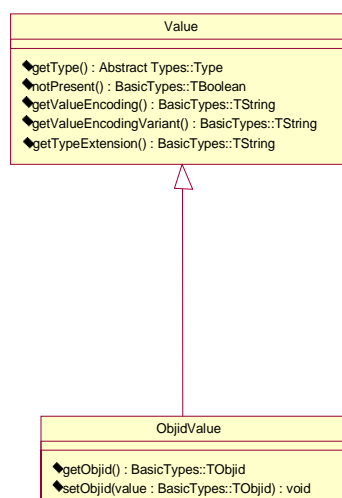 Value
getType() : Abstract Types::Type
notPresent() : BasicTypes::TBoolean
getValueEncoding() : BasicTypes::TString
getValueEncodingVariant() : BasicTypes::TString
getTypeExtension() : BasicTypes::TString
ObjidValue
getObjid() : BasicTypes::TObjid
setObjid(value : BasicTypes::TObjid) : void